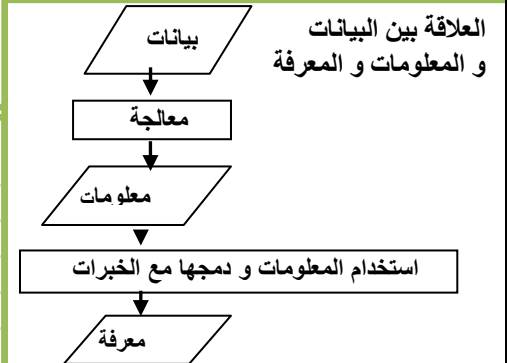 العلاقة بين البيانات
و المعلومات و المعرفة
بيانات
معالجة
معلومات
استخدام المعلومات و دمجها مع الخبرات
معرفة